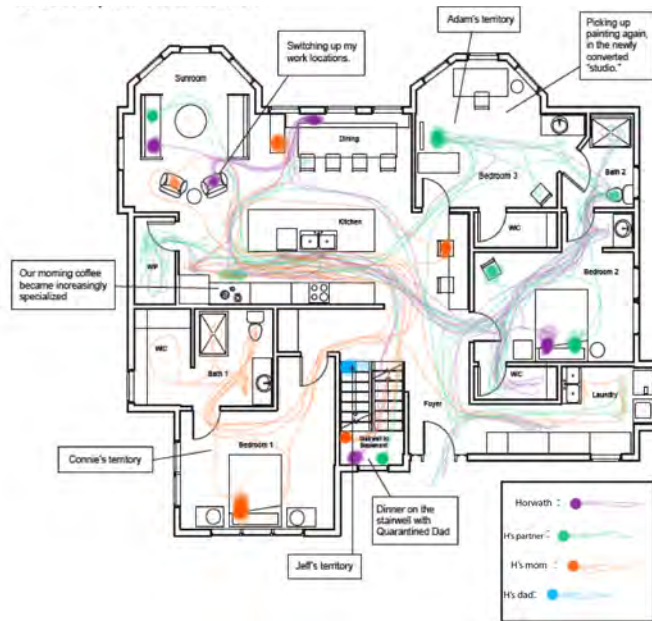 Adam's territory
Picking up
painting again,
in the newly
converted
"studio."
Switching up my
work locations.
Sunroom
Dining
Bedroom 3
Bath 2
Kitchen
WIC
Our morning coffee
became increasingly
specialized
WIP
Bedroom 2
WIC
Bath 1
WIC
Laundry
Foyer
Stairwell to
Basement
Bedroom 1
Connie's territory
Dinner on the
stairwell with
Quarantined Dad
Jeff's territory
Horwath :
H's partner :
H's mom :
H's dad: